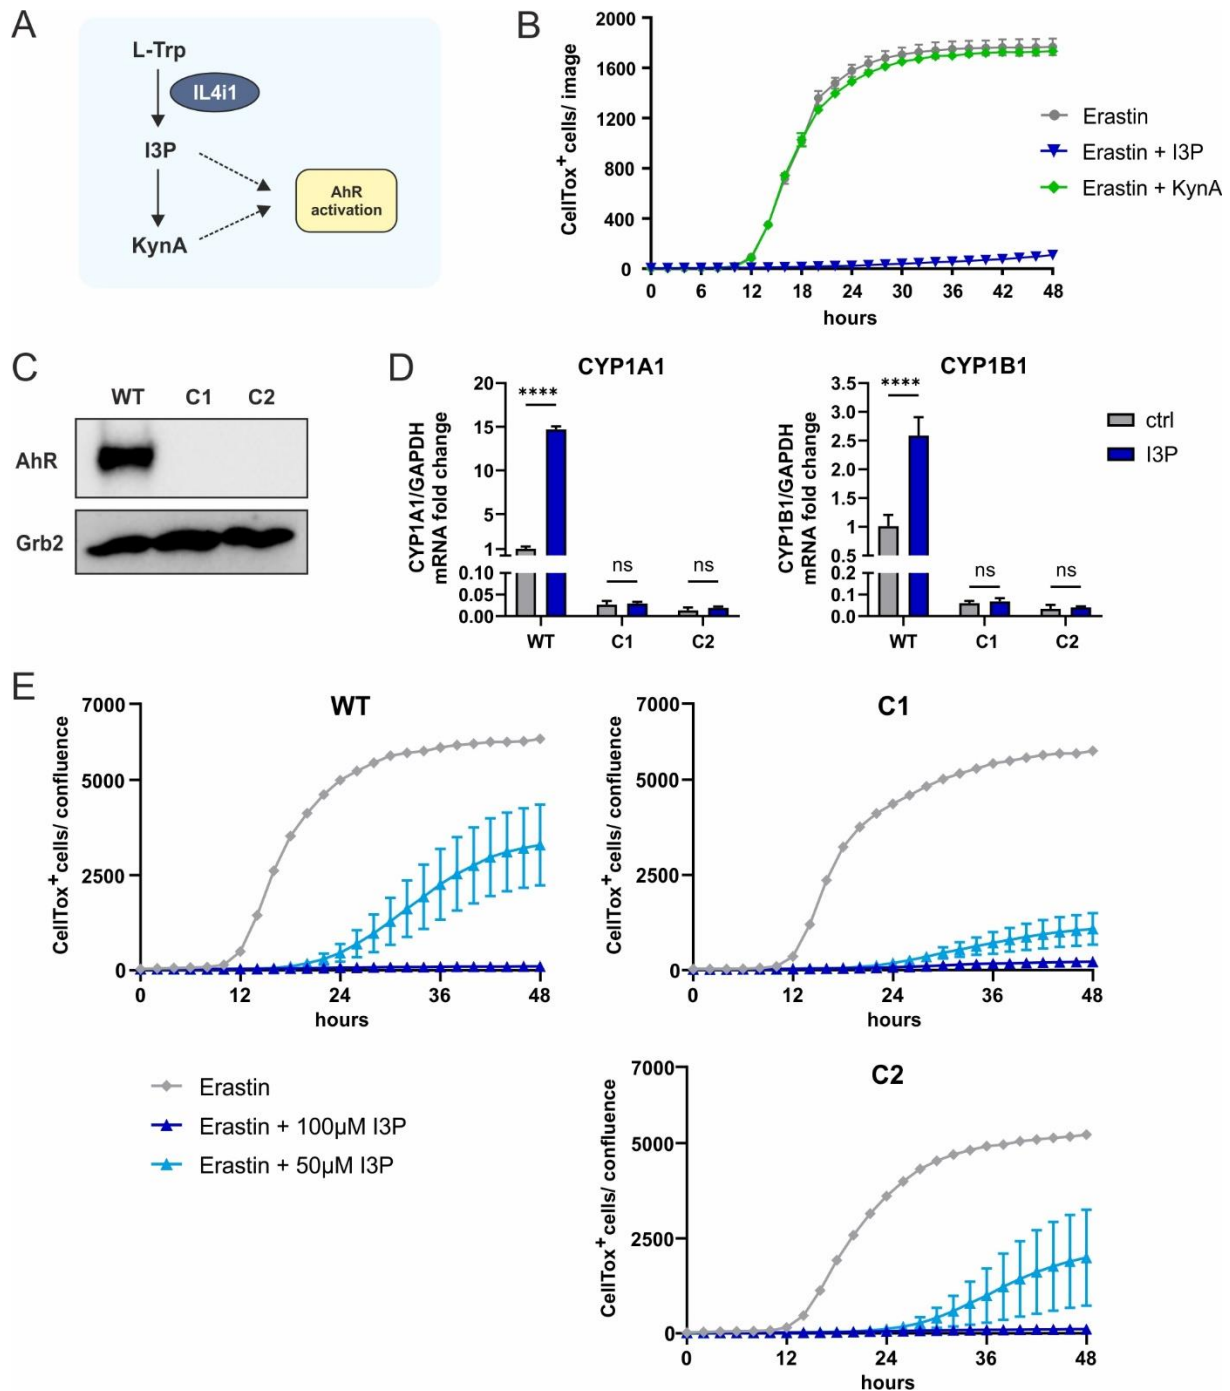 A
L-Trp
IL4i1
I3P
AhR
activation
KynA
B
CellTox⁺ cells/ image
2000
1600
1200
800
400
0
0 6 12 18 24 30 36 42 48
hours
Erastin
Erastin + I3P
Erastin + KynA
C
WT C1 C2
AhR
Grb2
D
CYP1A1
CYP1A1/GAPDH
mRNA fold change
20
15
10
5
1
0.10
0.05
0.00
****
ns
ns
WT C1 C2
CYP1B1
CYP1B1/GAPDH
mRNA fold change
3.5
3.0
2.5
2.0
1.5
1
0.5
0.2
0.1
0.0
****
ns
ns
WT C1 C2
ctrl
I3P
E
WT
CellTox⁺ cells/ confluence
7000
5000
2500
0
0 12 24 36 48
hours
C1
CellTox⁺ cells/ confluence
7000
5000
2500
0
0 12 24 36 48
hours
Erastin
Erastin + 100µM I3P
Erastin + 50µM I3P
C2
CellTox⁺ cells/ confluence
7000
5000
2500
0
0 12 24 36 48
hours